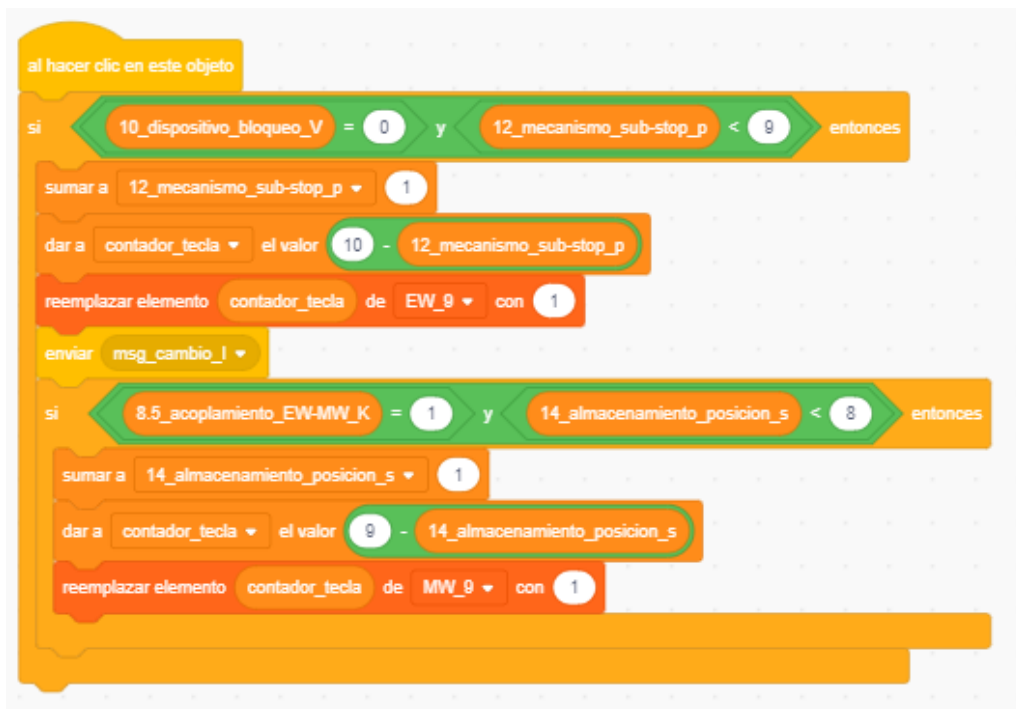 al hacer clic en este objeto
si 10_dispositivo_bloqueo_V = 0 y 12_mecanismo_sub-stop_p < 9 entonces
sumar a 12_mecanismo_sub-stop_p 1
dar a contador_tecla el valor 10 - 12_mecanismo_sub-stop_p
reemplazar elemento contador_tecla de EW_9 con 1
enviar msg_cambio_I
si 8.5_acoplamiento_EW-MW_K = 1 y 14_almacenamiento_posicion_s < 8 entonces
sumar a 14_almacenamiento_posicion_s 1
dar a contador_tecla el valor 9 - 14_almacenamiento_posicion_s
reemplazar elemento contador_tecla de MW_9 con 1